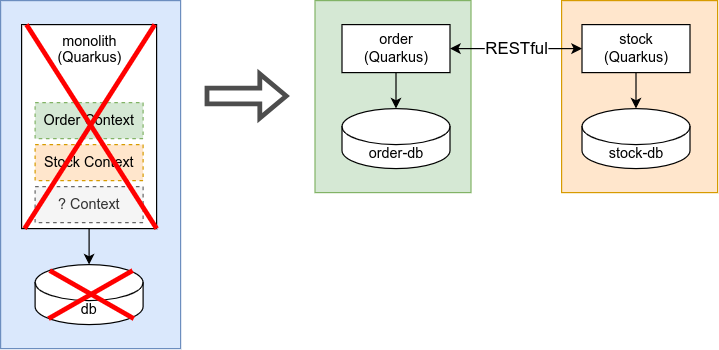 monolith
(Quarkus)
Order Context
Stock Context
? Context
db
order
(Quarkus)
RESTful
stock
(Quarkus)
order-db
stock-db